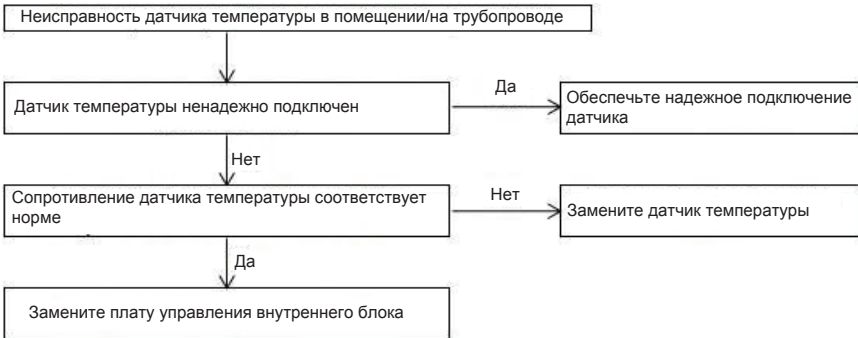 Неисправность датчика температуры в помещении/на трубопроводе
Датчик температуры ненадежно подключен
Да
Обеспечьте надежное подключение
датчика
Нет
Сопротивление датчика температуры соответствует
норме
Нет
Замените датчик температуры
Да
Замените плату управления внутреннего блока